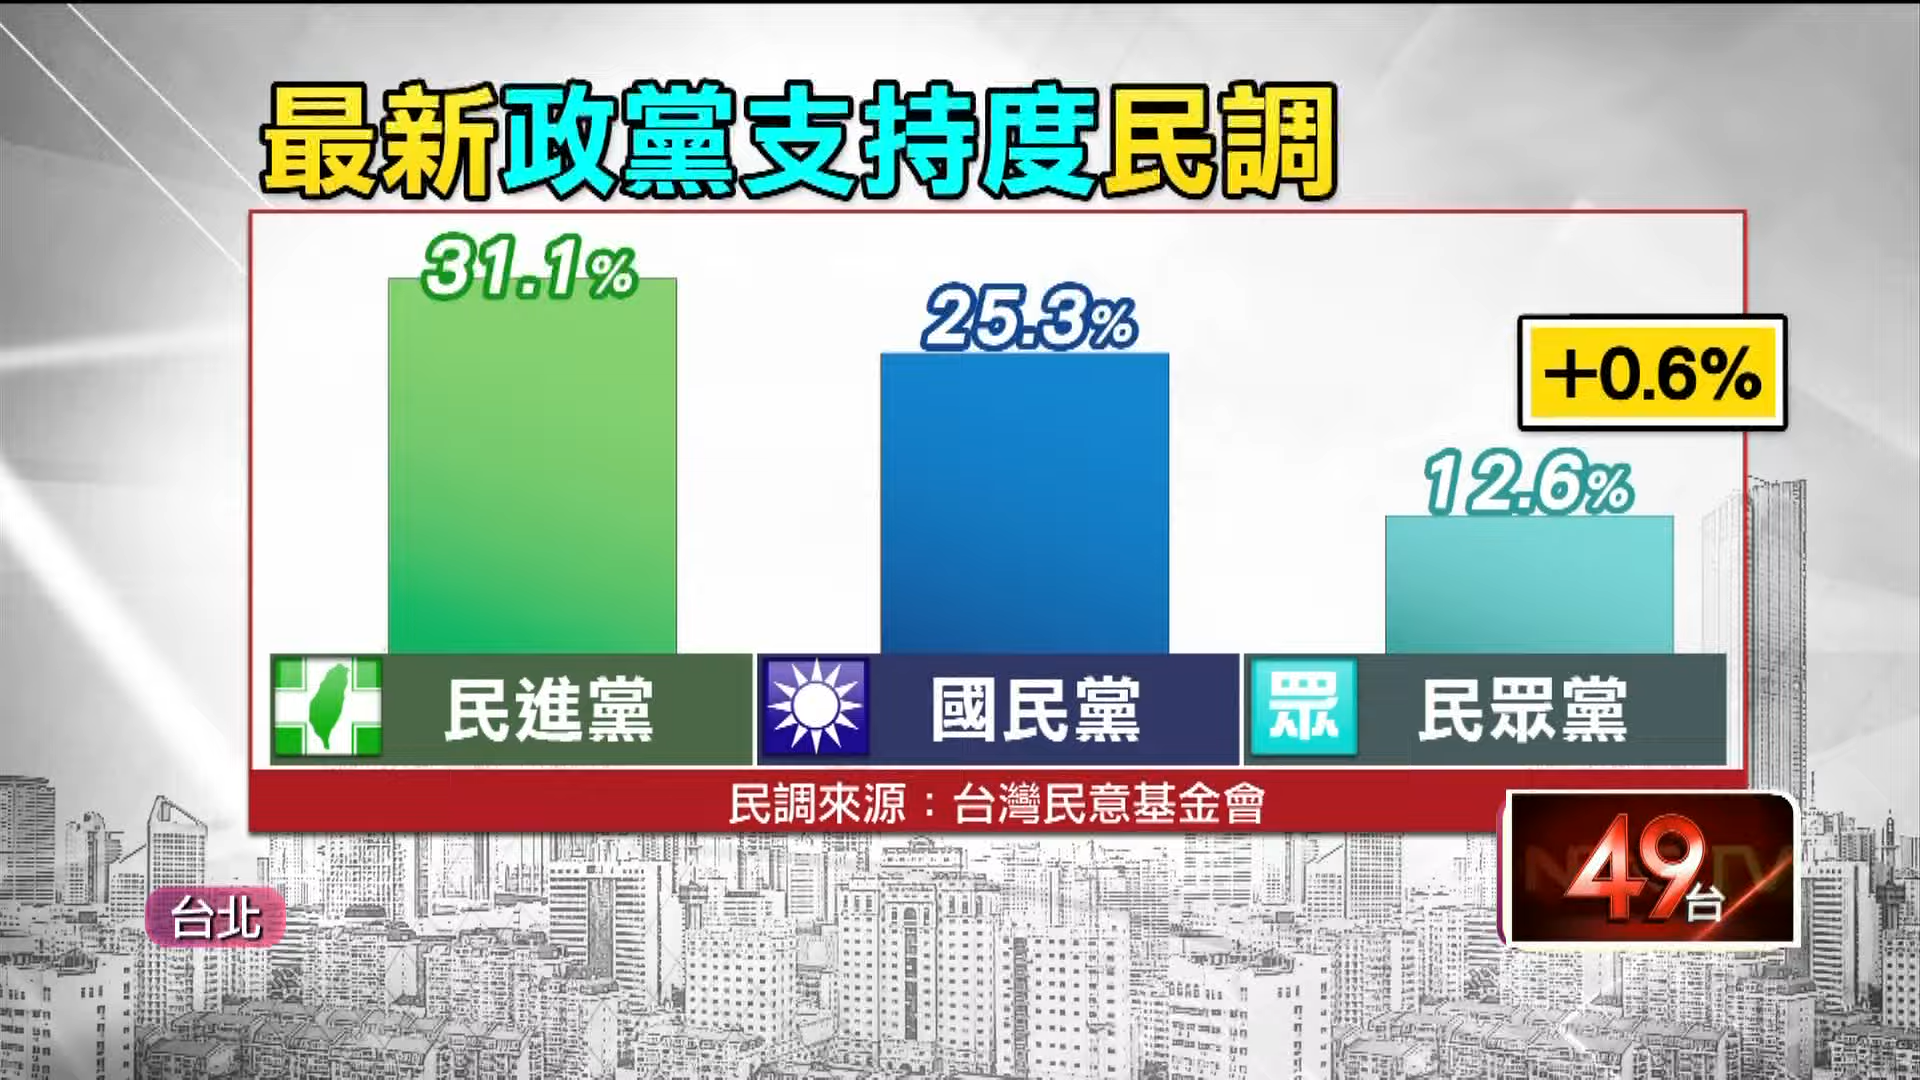 最新政黨支持度民調
31.1%
25.3%
+0.6%
12.6%
民進黨
國民黨
眾
民眾黨
民調來源：台灣民意基金會
49台
台北